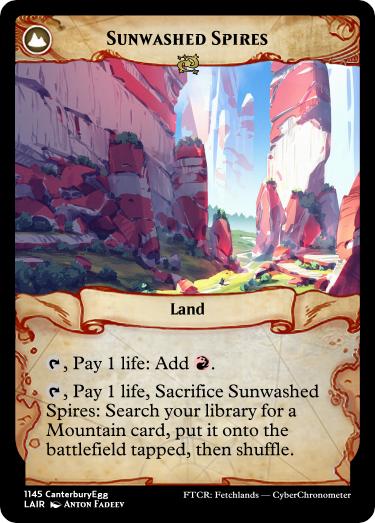 Sunwashed Spires
Land
, Pay 1 life: Add .
, Pay 1 life, Sacrifice Sunwashed
Spires: Search your library for a
Mountain card, put it onto the
battlefield tapped, then shuffle.
1145 CanterburyEgg
FTCR: Fetchlands — CyberChronometer
LAIR Anton Fadeev